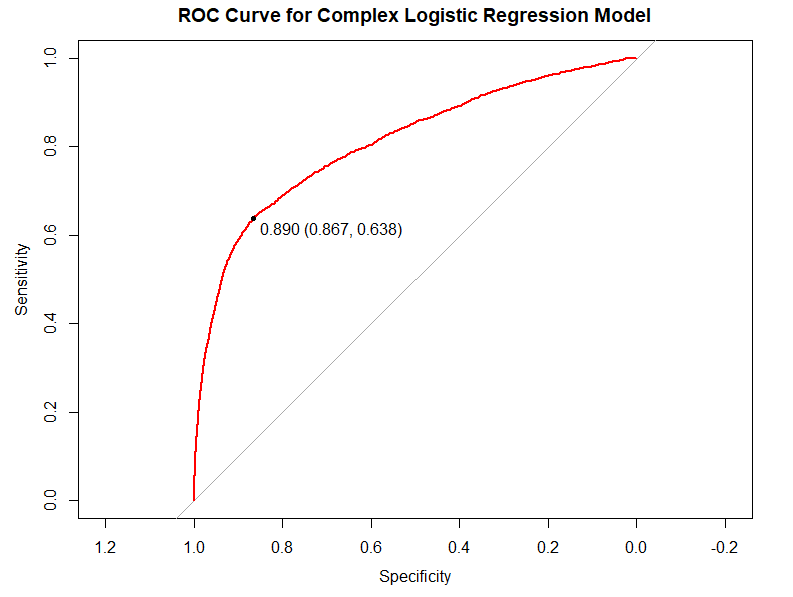 ROC Curve for Complex Logistic Regression Model
1.0
0.8
0.6
0.4
0.2
0.0
Sensitivity
0.890 (0.867, 0.638)
1.2 1.0 0.8 0.6 0.4 0.2 0.0 -0.2
Specificity